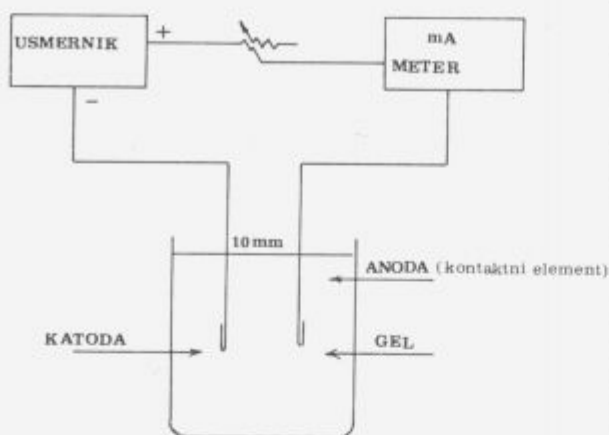 USMERNIK
+
−
mA
METER
10 mm
ANODA (kontaktni element)
KATODA
GEL